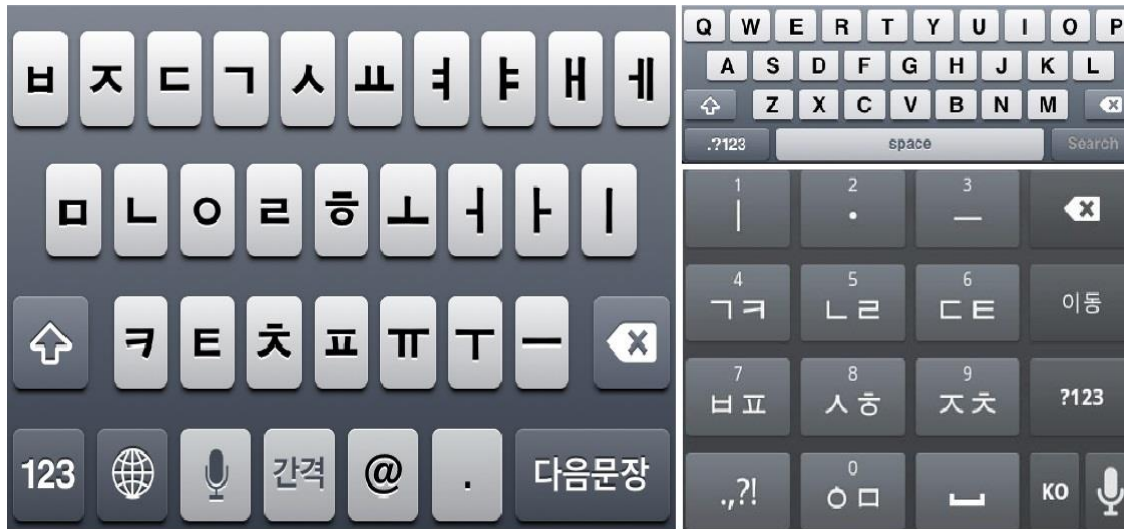 ㅂ ㅈ ㄷ ㄱ ㅅ ㅛ ㅕ ㅑ ㅐ ㅔ
ㅁ ㄴ ㅇ ㄹ ㅎ ㅗ ㅓ ㅏ ㅣ
ㅋ ㅌ ㅊ ㅍ ㅠ ㅜ ㅡ
123 간격 @ . 다음문장
Q W E R T Y U I O P
A S D F G H J K L
Z X C V B N M
.?123 space Search
1 2 3
ㅣ · ㅡ
4 5 6
ㄱㅋ ㄴㄹ ㄷㅌ 이동
7 8 9
ㅂㅍ ㅅㅎ ㅈㅊ ?123
0
.,?! ㅇㅁ KO